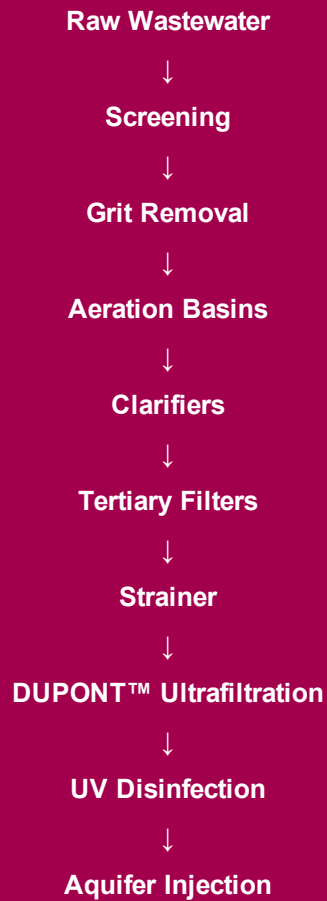 Raw Wastewater
↓
Screening
↓
Grit Removal
↓
Aeration Basins
↓
Clarifiers
↓
Tertiary Filters
↓
Strainer
↓
DUPONT™ Ultrafiltration
↓
UV Disinfection
↓
Aquifer Injection